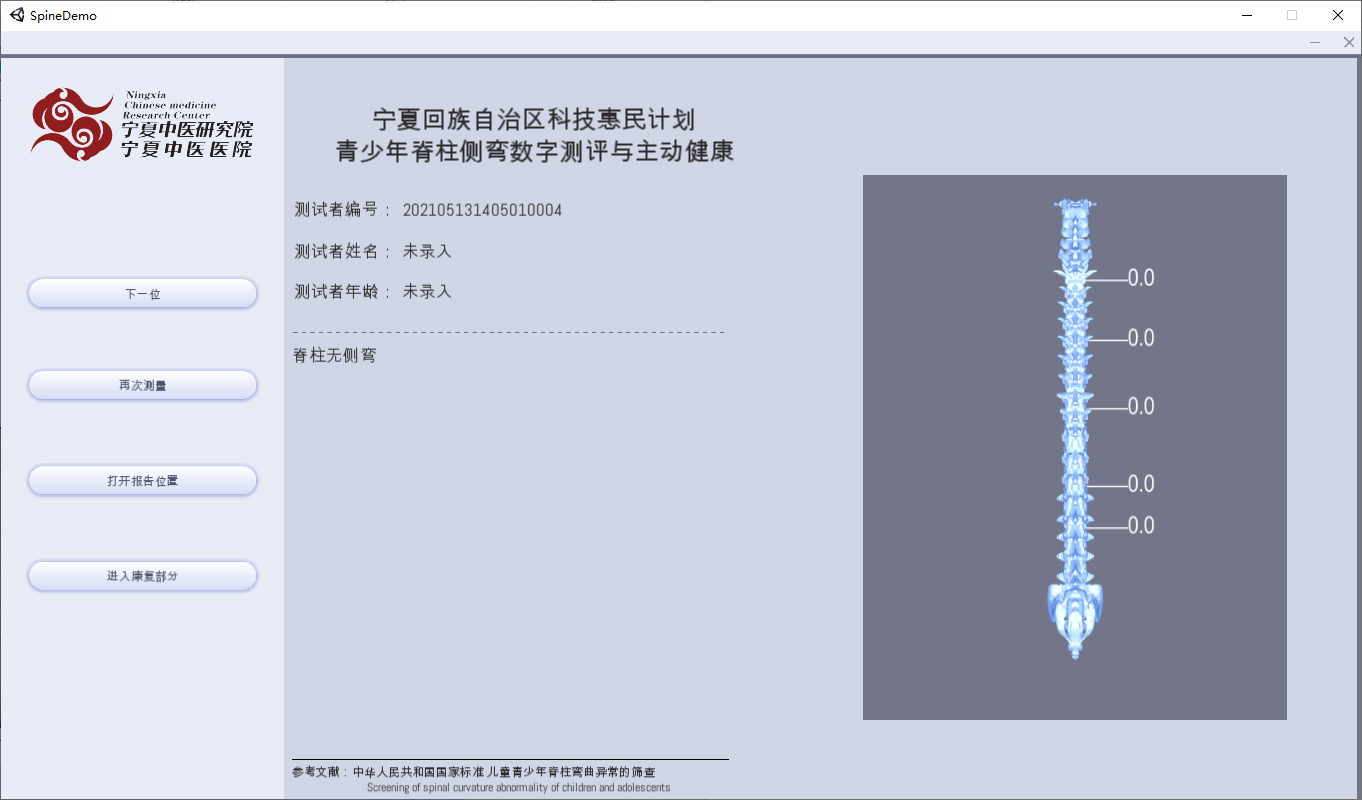 SpineDemo
Ningxia
Chinese medicine
Research Center
宁夏中医研究院
宁夏中医医院
下一位
再次测量
打开报告位置
进入康复部分
宁夏回族自治区科技惠民计划
青少年脊柱侧弯数字测评与主动健康
测试者编号： 202105131405010004
测试者姓名： 未录入
测试者年龄： 未录入
脊柱无侧弯
0.0
0.0
0.0
0.0
0.0
参考文献：中华人民共和国国家标准 儿童青少年脊柱弯曲异常的筛查
Screening of spinal curvature abnormality of children and adolescents